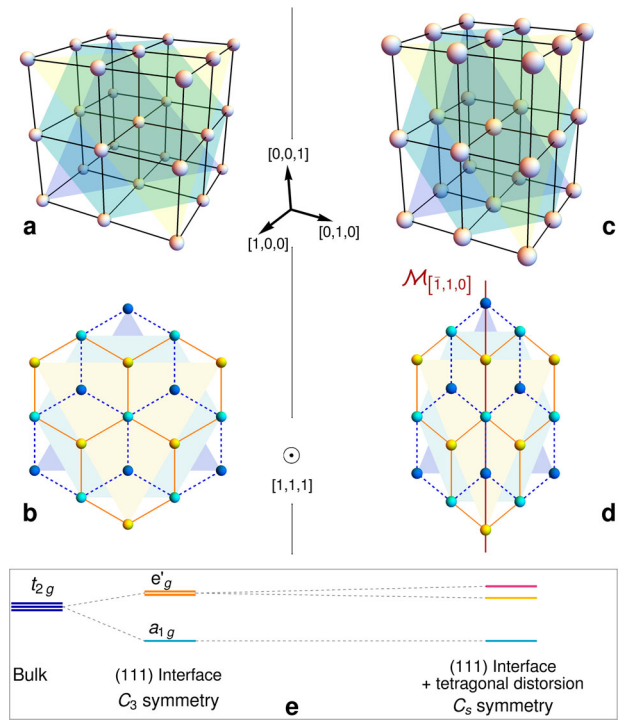 [0,0,1]
[1,0,0]
[0,1,0]
a
c
ℳ[1̄,1,0]
[1,1,1]
b
d
t2g
e'g
a1g
Bulk
(111) Interface
C3 symmetry
(111) Interface
+ tetragonal distorsion
Cs symmetry
e